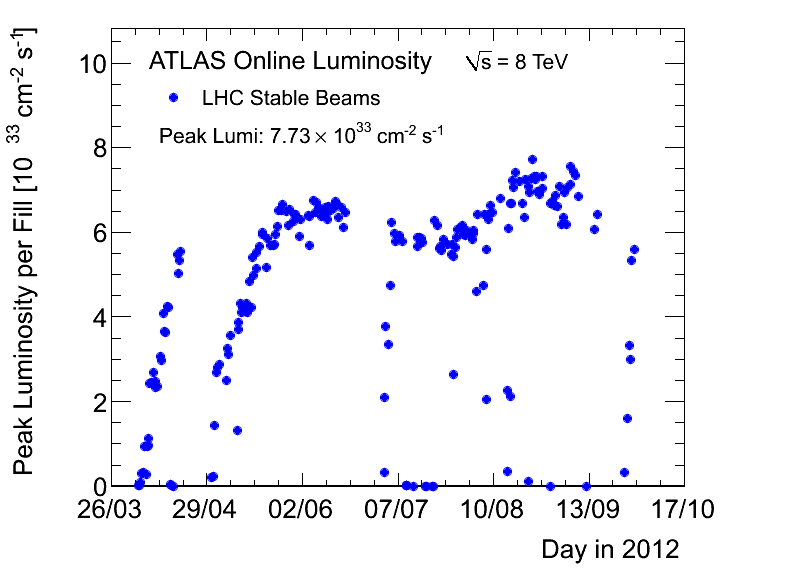 ATLAS Online Luminosity √s = 8 TeV
LHC Stable Beams
Peak Lumi: 7.73 × 10³³ cm⁻² s⁻¹
Peak Luminosity per Fill [10 ³³ cm⁻² s⁻¹]
10
8
6
4
2
0
26/03 29/04 02/06 07/07 10/08 13/09 17/10
Day in 2012